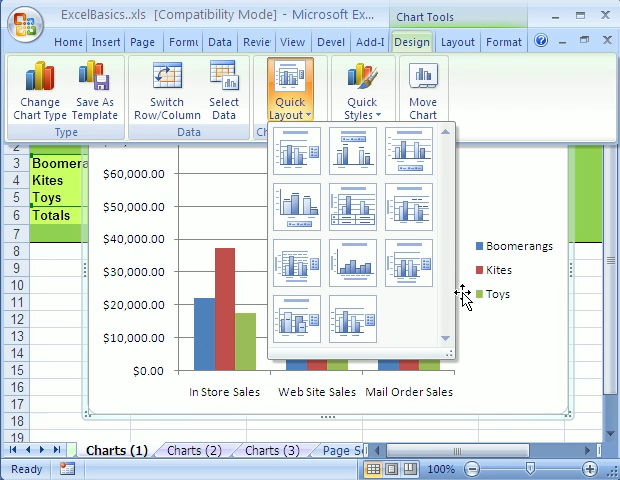 ExcelBasics..xls [Compatibility Mode] - Microsoft Ex... Chart Tools
Home Insert Page Formu Data Revie View Devel Add-I Design Layout Format
Change Chart Type
Save As Template
Switch Row/Column
Select Data
Quick Layout
Quick Styles
Move Chart
Type Data Ch
2
3 Boomera
4 Kites
5 Toys
6 Totals
7
8
9
10
11
12
13
14
15
16
17
18
19
$60,000.00
$50,000.00
$40,000.00
$30,000.00
$20,000.00
$10,000.00
$0.00
In Store Sales Web Site Sales Mail Order Sales
Boomerangs
Kites
Toys
Charts (1) Charts (2) Charts (3) Page Se
Ready 100%